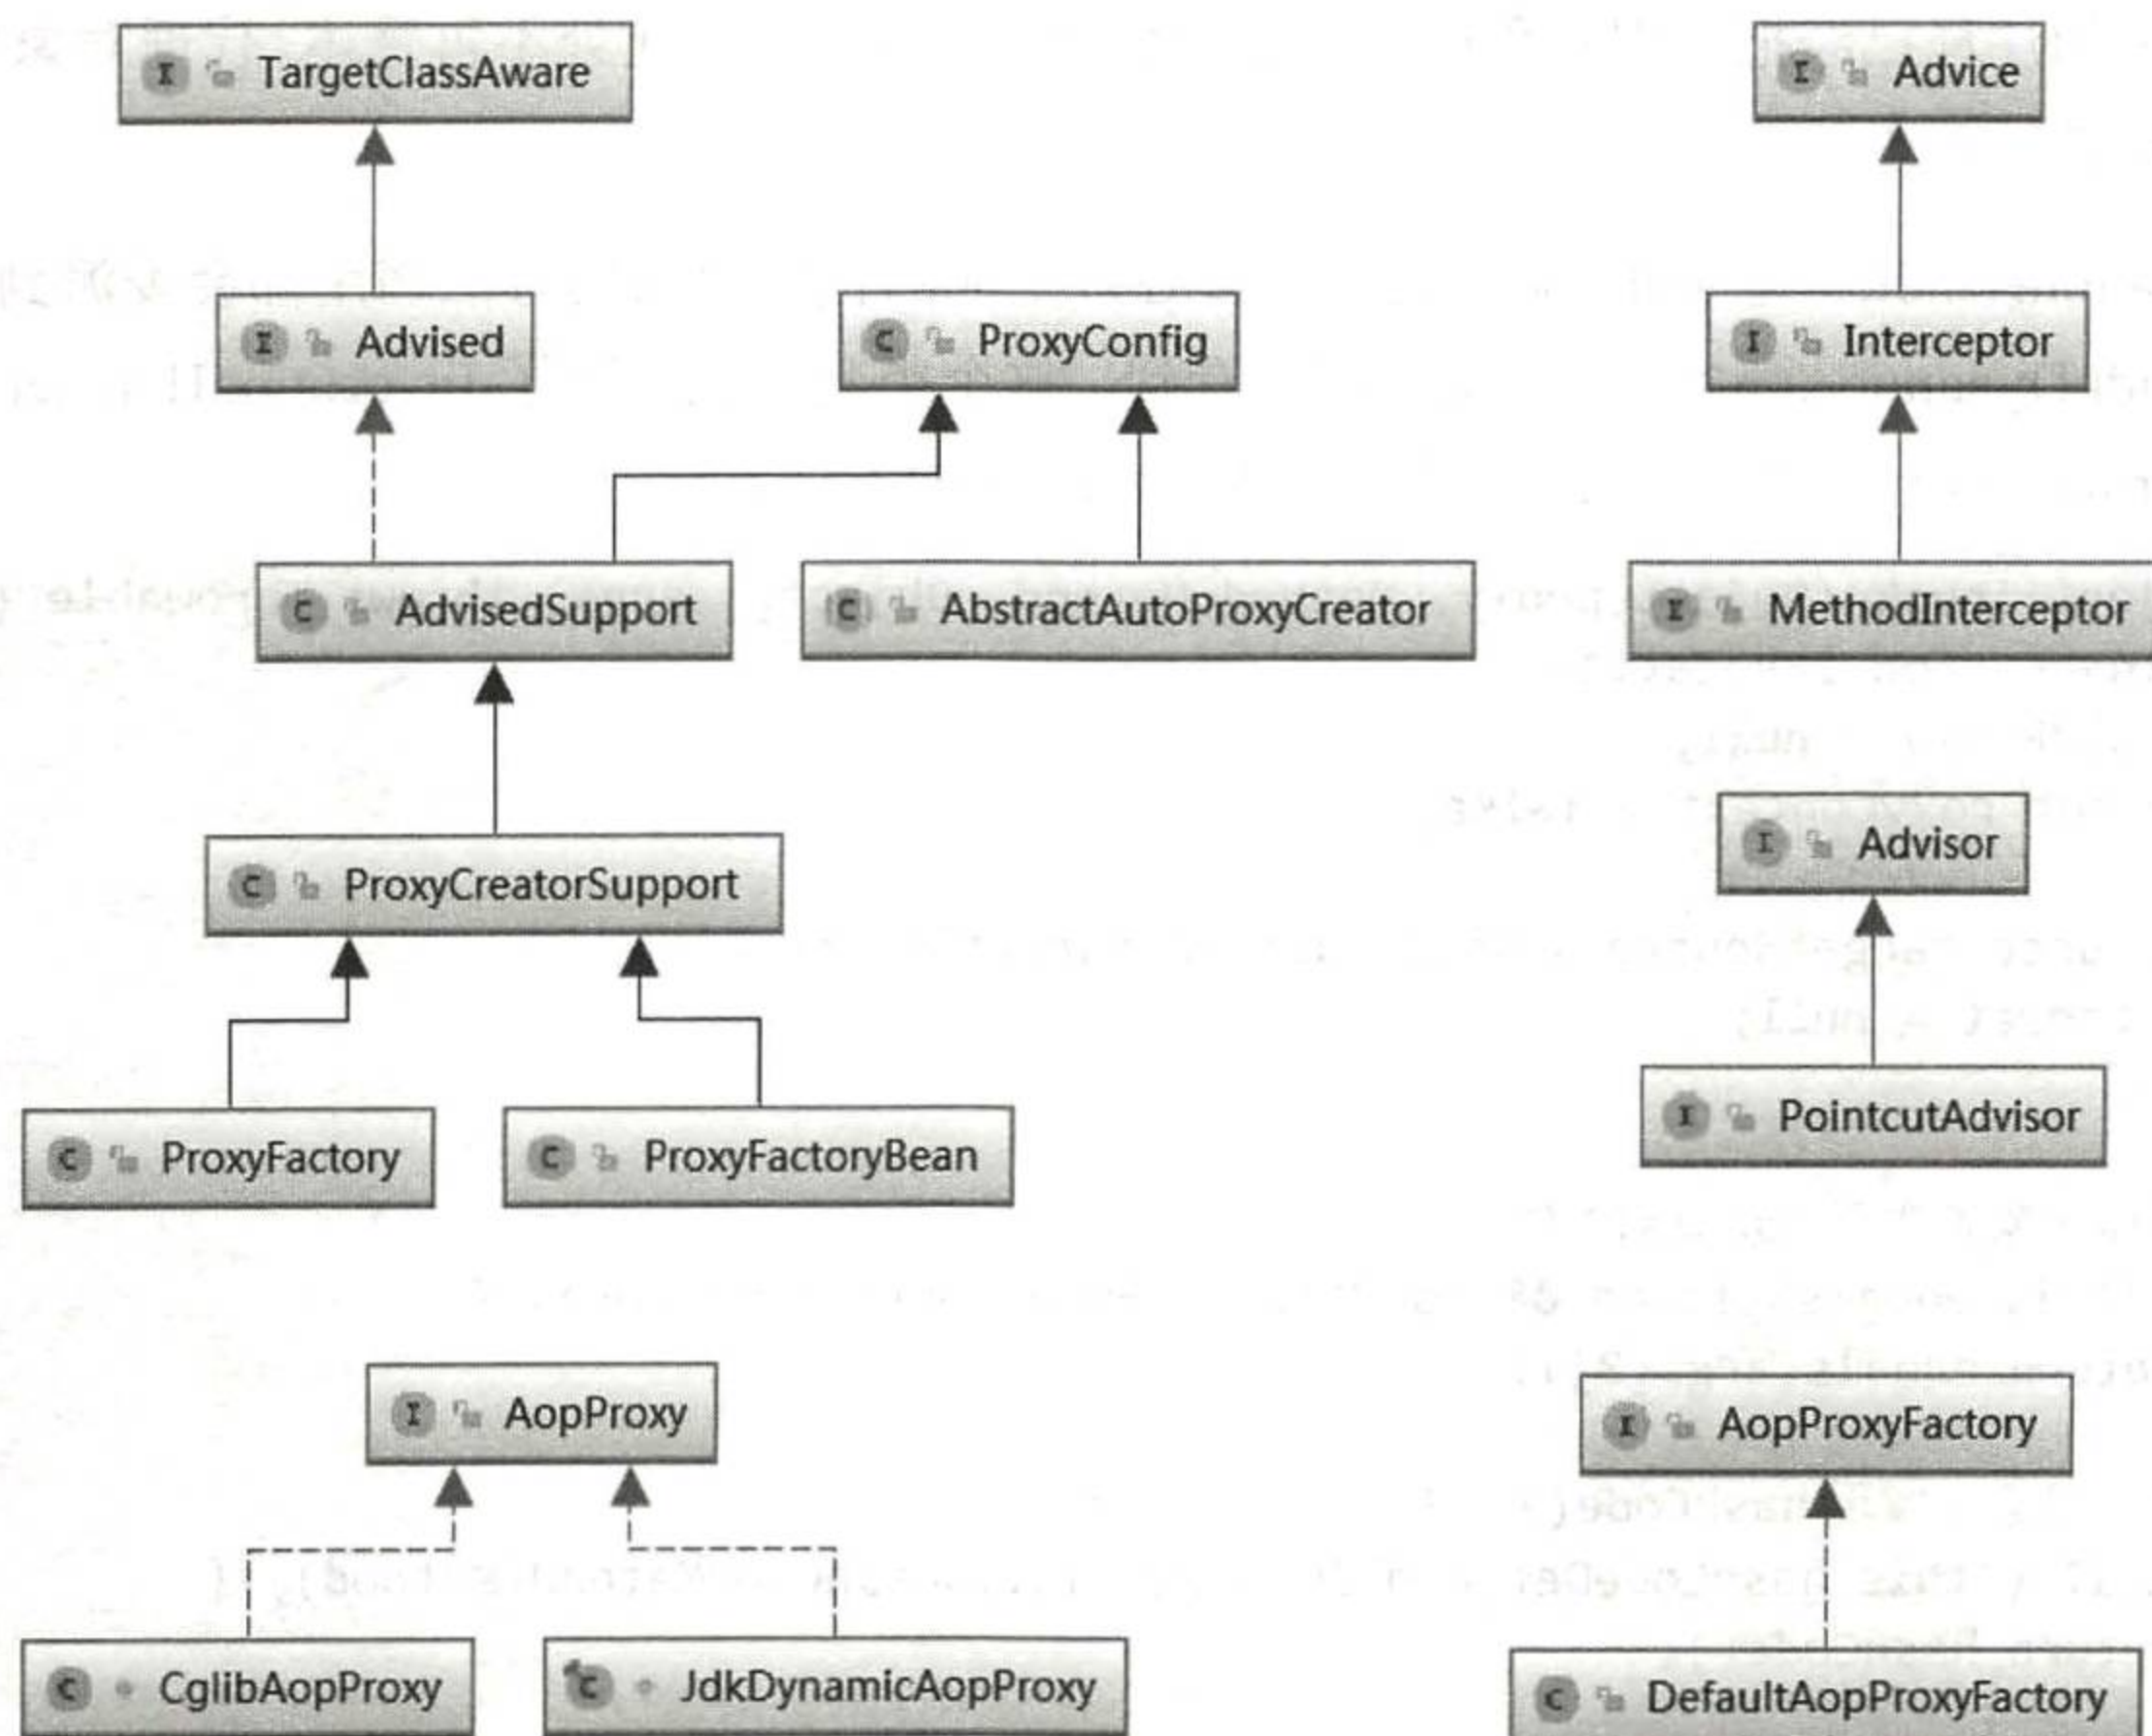 TargetClassAware
Advice
Advised
ProxyConfig
Interceptor
AdvisedSupport
AbstractAutoProxyCreator
MethodInterceptor
ProxyCreatorSupport
Advisor
ProxyFactory
ProxyFactoryBean
PointcutAdvisor
AopProxy
AopProxyFactory
CglibAopProxy
JdkDynamicAopProxy
DefaultAopProxyFactory